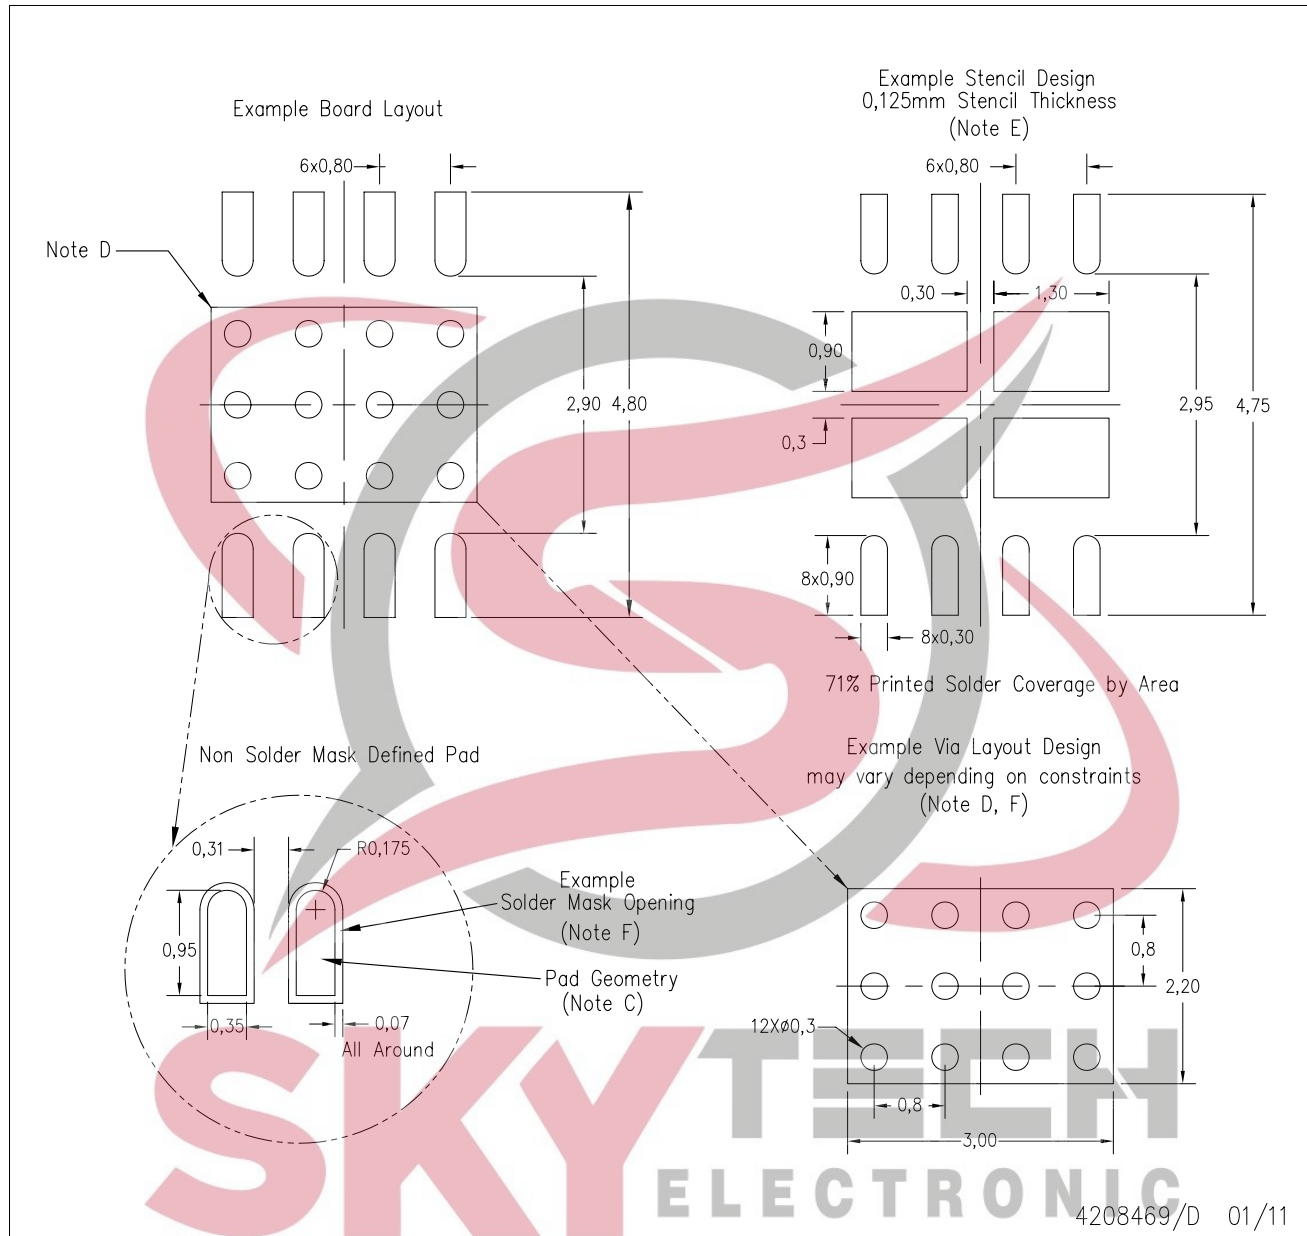 Example Board Layout
6x0,80
Note D
2,90
4,80
Example Stencil Design
0,125mm Stencil Thickness
(Note E)
6x0,80
0,30
1,30
0,90
0,3
2,95
4,75
8x0,90
8x0,30
71% Printed Solder Coverage by Area
Non Solder Mask Defined Pad
0,31
R0,175
0,95
0,35
0,07
All Around
Example
Solder Mask Opening
(Note F)
Pad Geometry
(Note C)
Example Via Layout Design
may vary depending on constraints
(Note D, F)
0,8
2,20
12XØ0,3
0,8
3,00
SKYTECH
ELECTRONIC
4208469/D 01/11